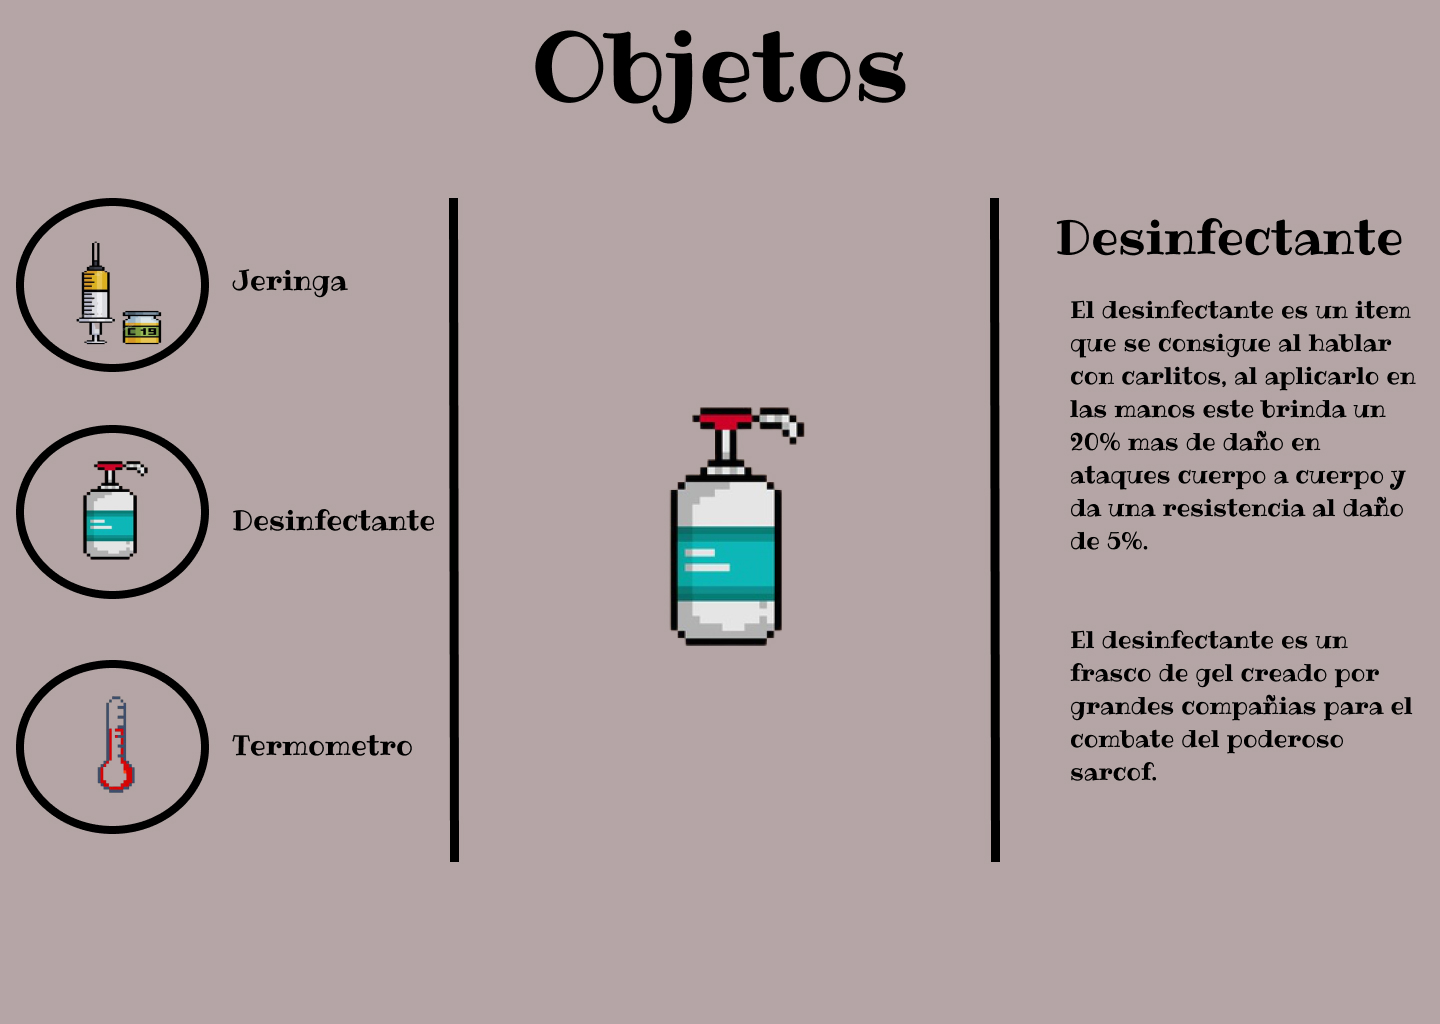 Objetos
C 19
Jeringa
Desinfectante
Termometro
Desinfectante
El desinfectante es un item
que se consigue al hablar
con carlitos, al aplicarlo en
las manos este brinda un
20% mas de daño en
ataques cuerpo a cuerpo y
da una resistencia al daño
de 5%.
El desinfectante es un
frasco de gel creado por
grandes compañias para el
combate del poderoso
sarcof.